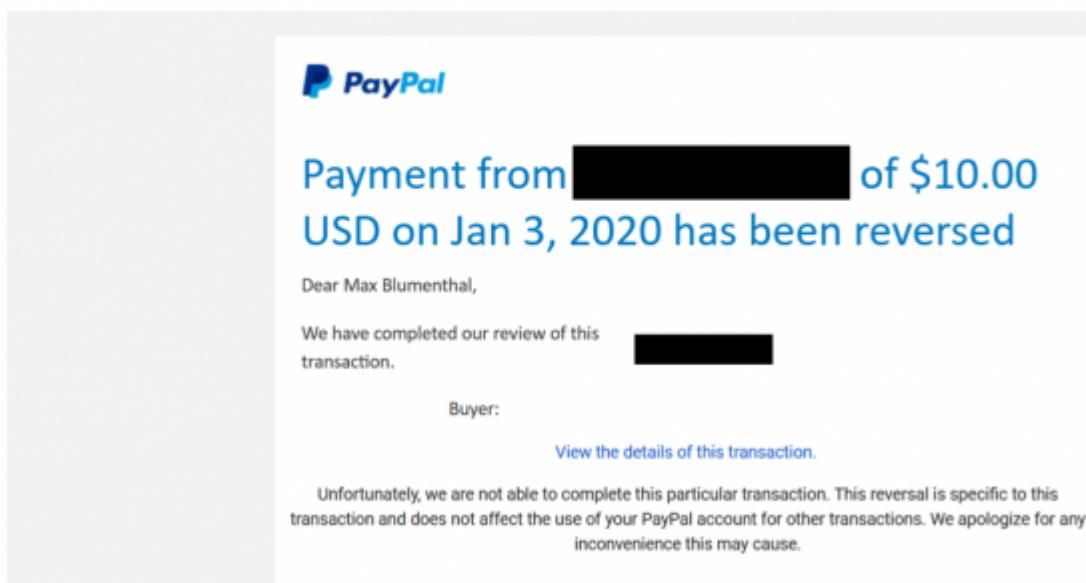 PayPal
Payment from of $10.00
USD on Jan 3, 2020 has been reversed
Dear Max Blumenthal,
We have completed our review of this
transaction.
Buyer:
View the details of this transaction.
Unfortunately, we are not able to complete this particular transaction. This reversal is specific to this
transaction and does not affect the use of your PayPal account for other transactions. We apologize for any
inconvenience this may cause.